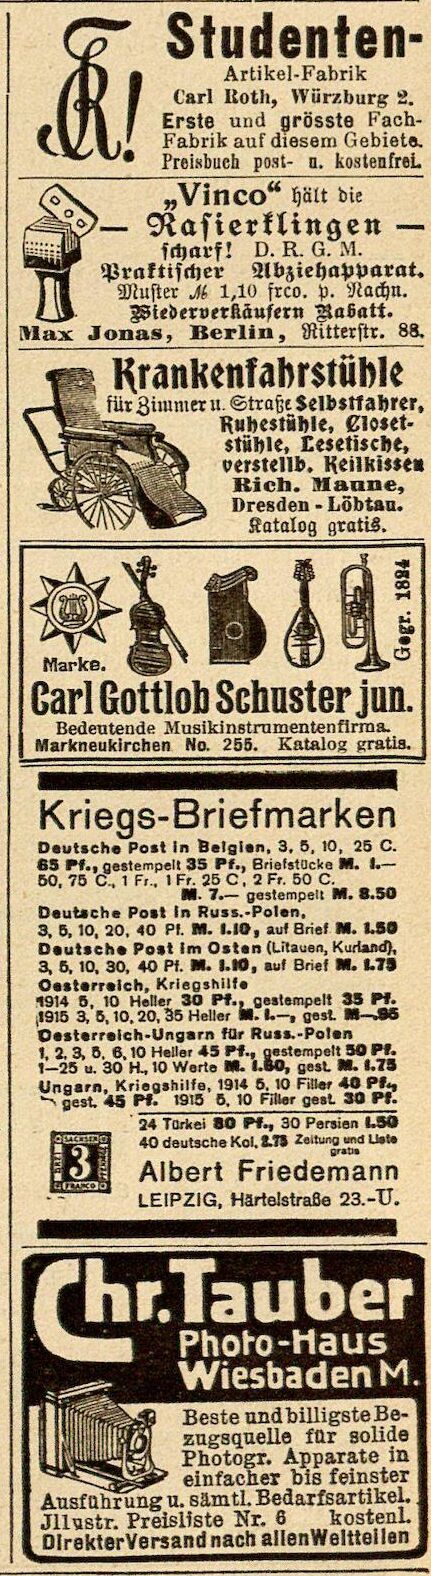 Studenten-
Artikel-Fabrik
Carl Roth, Würzburg 2.
Erste und grösste Fach-
Fabrik auf diesem Gebiete.
Preisbuch post- u. kostenfrei.
„Vinco“ hält die
— Rasierklingen —
scharf! D. R. G. M.
Praktischer Abziehapparat.
Muster M 1,10 frco. p. Nachn.
Wiederverkäufern Rabatt.
Max Jonas, Berlin, Ritterstr. 88.
Krankenfahrstühle
für Zimmer u. Straße Selbstfahrer,
Ruhestühle, Closet-
stühle, Lesetische,
verstellb. Keilkissen
Rich. Maune,
Dresden - Löbtau.
Katalog gratis.
Marke.
Gegr. 1824
Carl Gottlob Schuster jun.
Bedeutende Musikinstrumentenfirma.
Markneukirchen No. 255. Katalog gratis.
Kriegs-Briefmarken
Deutsche Post in Belgien, 3, 5, 10, 25 C.
65 Pf., gestempelt 35 Pf., Briefstücke M. 1.—
50, 75 C., 1 Fr., 1 Fr. 25 C, 2 Fr. 50 C.
M. 7.— gestempelt M. 8.50
Deutsche Post in Russ.-Polen,
3, 5, 10, 20, 40 Pf. M. 1.10, auf Brief M. 1.50
Deutsche Post im Osten (Litauen, Kurland),
3, 5, 10, 30, 40 Pf. M. 1.10, auf Brief M. 1.75
Oesterreich, Kriegshilfe
1914 5, 10 Heller 30 Pf., gestempelt 35 Pf.
1915 3, 5, 10, 20, 35 Heller M. 1.—, gest. M —.95
Oesterreich-Ungarn für Russ.-Polen
1, 2, 3, 5, 6, 10 Heller 45 Pf., gestempelt 50 Pf.
1—25 u. 30 H., 10 Werte M. 1.60, gest. M. 1.75
Ungarn, Kriegshilfe, 1914 5, 10 Filler 40 Pf.,
gest. 45 Pf. 1915 5, 10 Filler gest. 30 Pf.
24 Türkei 80 Pf., 30 Persien 1.50
40 deutsche Kol. 2.75 Zeitung und Liste
gratis
SACHSEN
3
FRANCO
Albert Friedemann
LEIPZIG, Härtelstraße 23.-U.
Chr. Tauber
Photo-Haus
Wiesbaden M.
Beste und billigste Be-
zugsquelle für solide
Photogr. Apparate in
einfacher bis feinster
Ausführung u. sämtl. Bedarfsartikel.
Jllustr. Preisliste Nr. 6 kostenl.
Direkter Versand nach allen Weltteilen